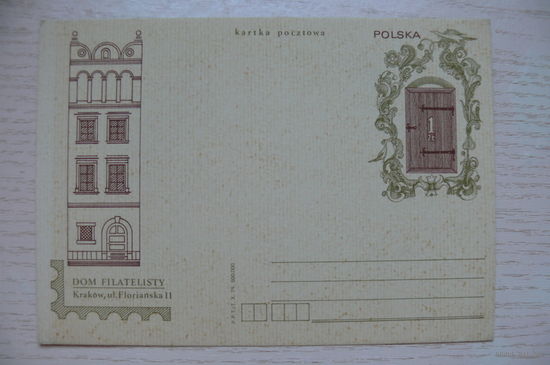 kartka pocztowa
POLSKA
1
zł
DOM FILATELISTY
Kraków, ul. Floriańska 11